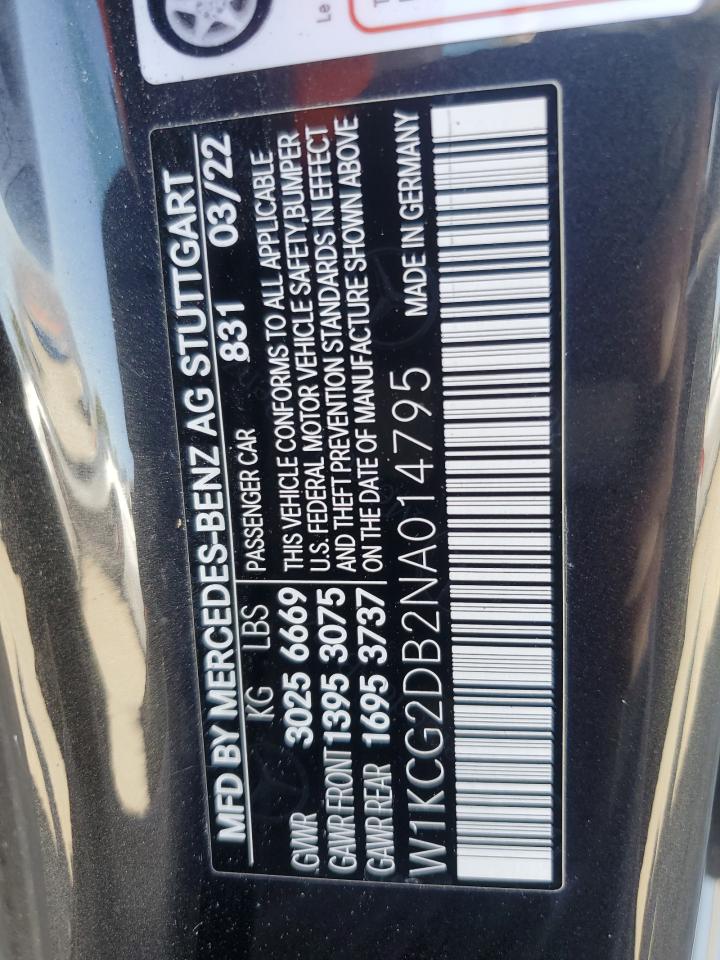 MFD BY MERCEDES-BENZ AG STUTTGART
831 03/22
KG LBS
PASSENGER CAR
GVWR 3025 6669
GAWR FRONT 1395 3075
GAWR REAR 1695 3737
THIS VEHICLE CONFORMS TO ALL APPLICABLE
U.S. FEDERAL MOTOR VEHICLE SAFETY, BUMPER
AND THEFT PREVENTION STANDARDS IN EFFECT
ON THE DATE OF MANUFACTURE SHOWN ABOVE
W1KCG2DB2NA014795
MADE IN GERMANY
Le